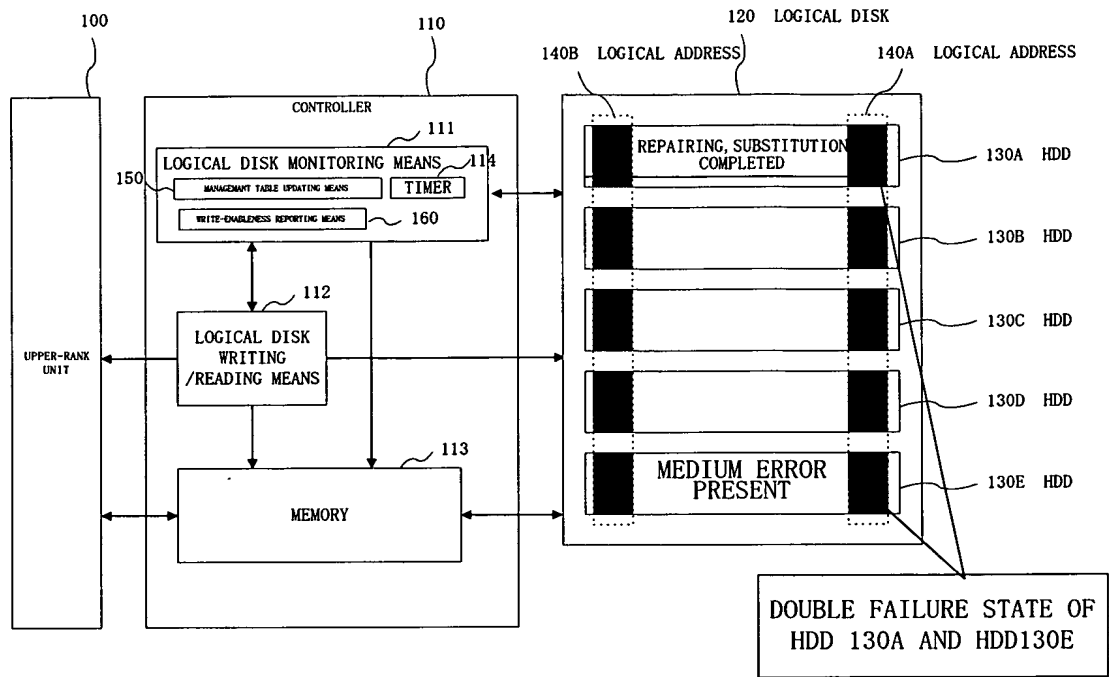 100
110
120 LOGICAL DISK
140B LOGICAL ADDRESS
140A LOGICAL ADDRESS
CONTROLLER
111
LOGICAL DISK MONITORING MEANS
114
150
MANAGEMANT TABLE UPDATING MEANS
TIMER
WRITE-ENABLENESS REPORTING MEANS
160
112
LOGICAL DISK
WRITING
/READING MEANS
UPPER-RANK
UNIT
113
MEMORY
REPAIRING, SUBSTITUTION
COMPLETED
130A HDD
130B HDD
130C HDD
130D HDD
MEDIUM ERROR
PRESENT
130E HDD
DOUBLE FAILURE STATE OF
HDD 130A AND HDD130E